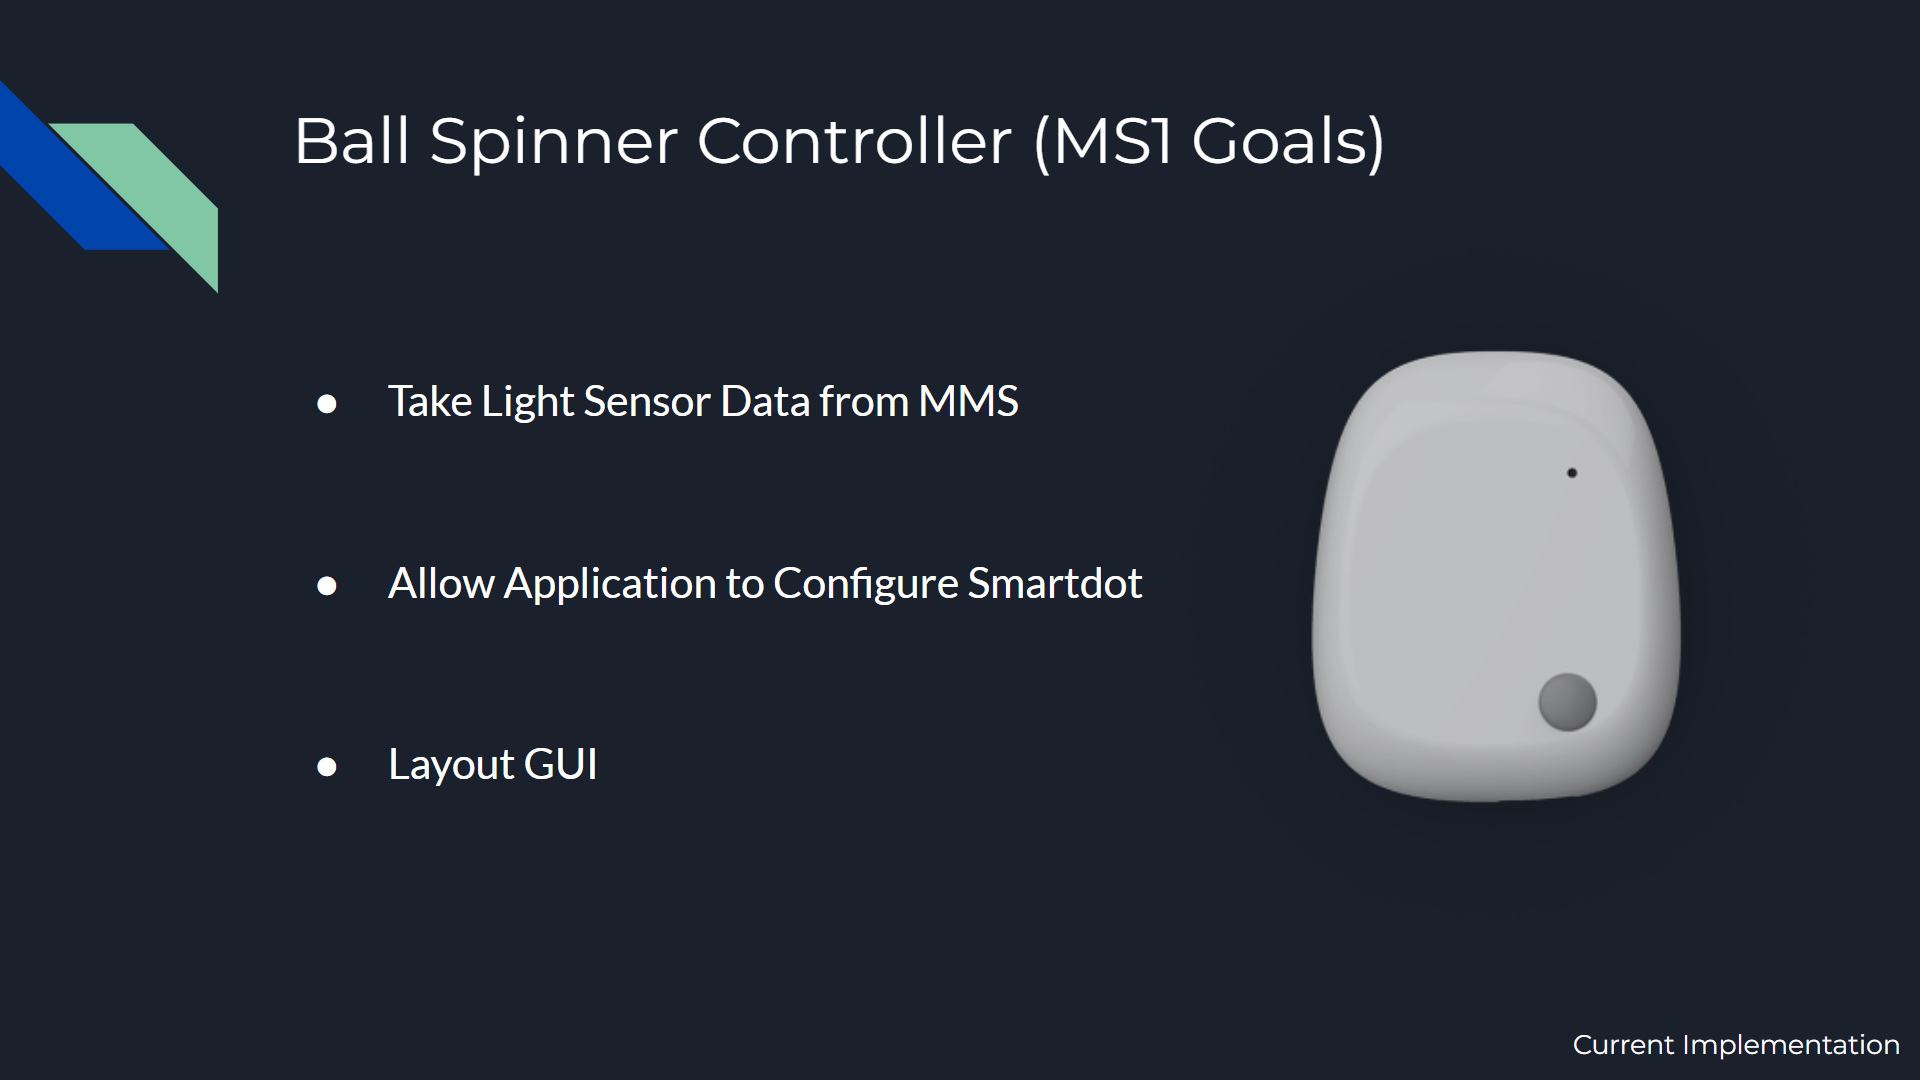 Ball Spinner Controller (MS1 Goals)
● Take Light Sensor Data from MMS
● Allow Application to Configure Smartdot
● Layout GUI
Current Implementation